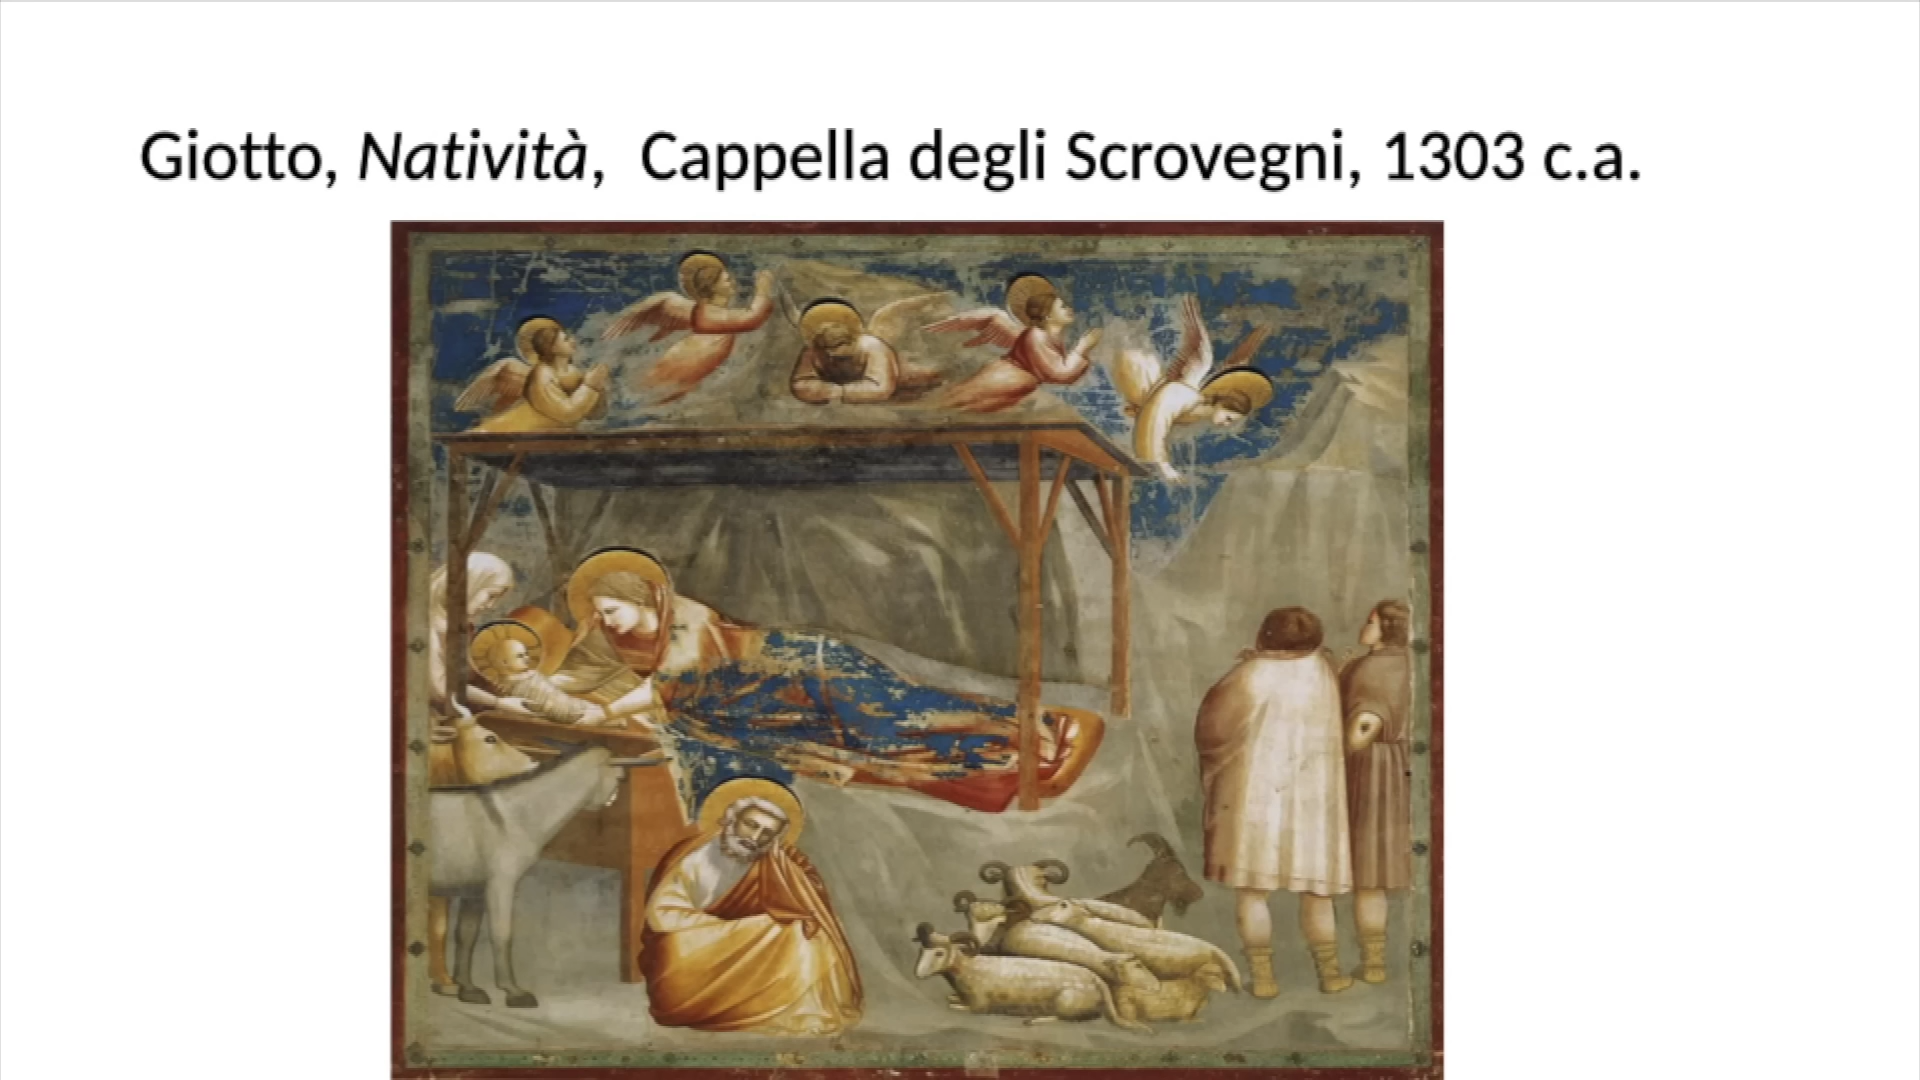 Giotto, Natività, Cappella degli Scrovegni, 1303 c.a.